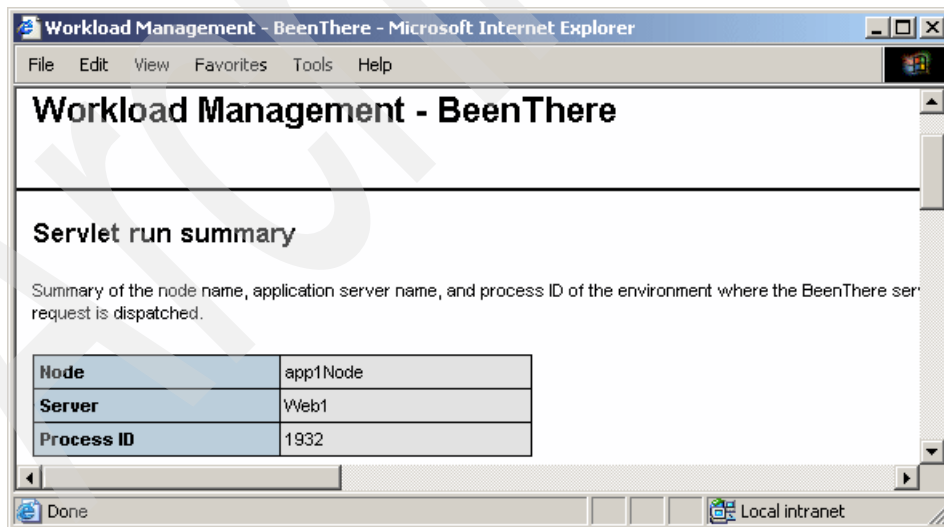 Workload Management - BeenThere - Microsoft Internet Explorer
File Edit View Favorites Tools Help
Workload Management - BeenThere
Servlet run summary
Summary of the node name, application server name, and process ID of the environment where the BeenThere ser
request is dispatched.
Node app1Node
Server Web1
Process ID 1932
Done Local intranet